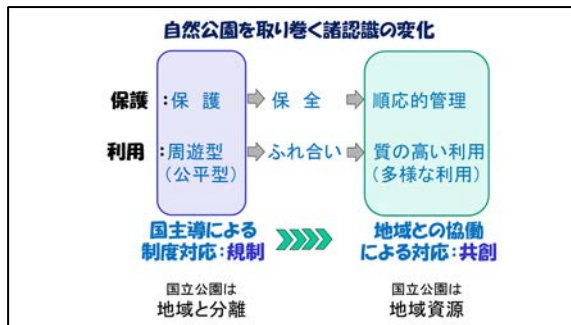 自然公園を取り巻く諸認識の変化
保護：保 護 保 全 順応的管理
利用：周遊型 ふれ合い 質の高い利用
（公平型） （多様な利用）
国主導による 地域との協働
制度対応：規制 による対応：共創
国立公園は 国立公園は
地域と分離 地域資源